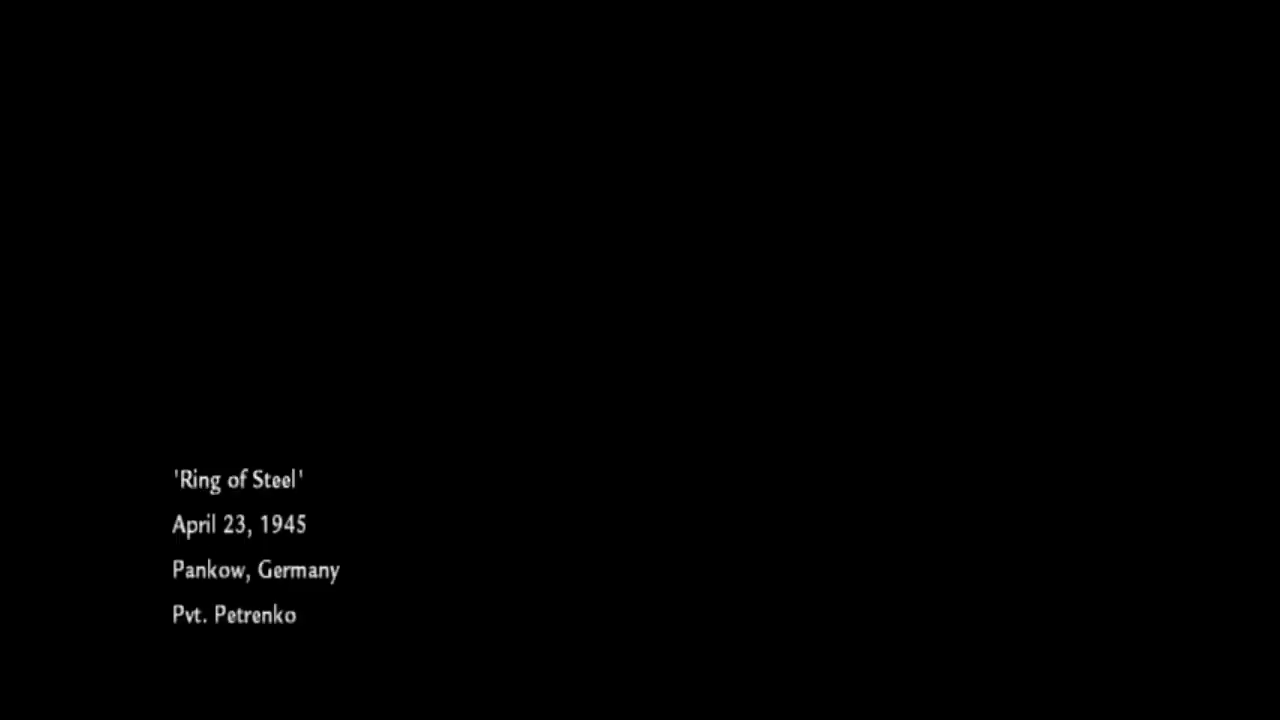 'Ring of Steel'
April 23, 1945
Pankow, Germany
Pvt. Petrenko